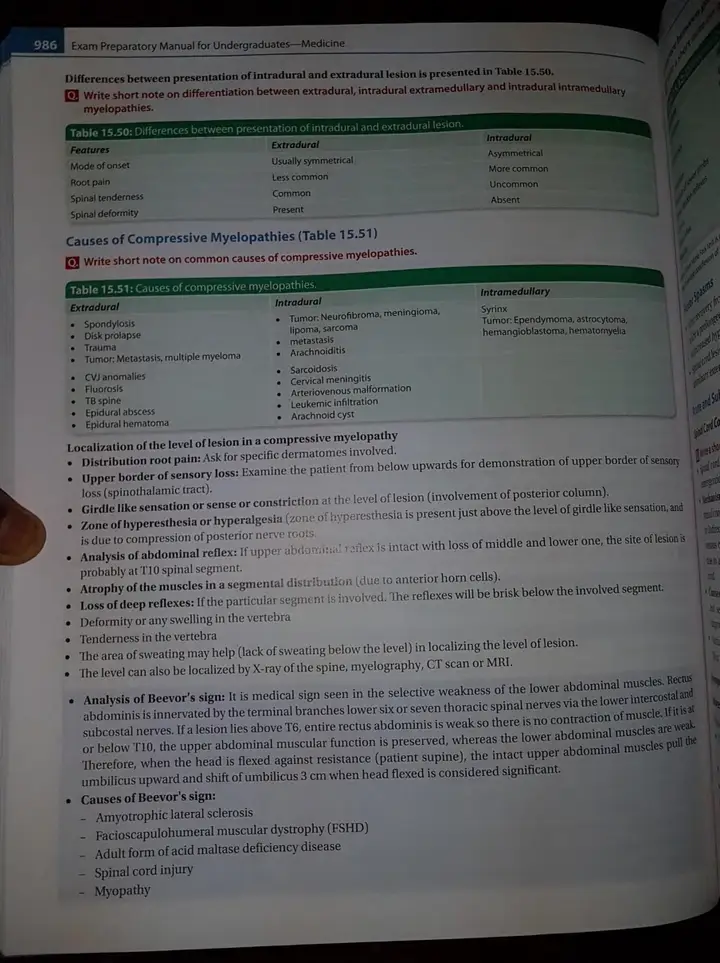 986 Exam Preparatory Manual for Undergraduates—Medicine
Differences between presentation of intradural and extradural lesion is presented in Table 15.50.
Q. Write short note on differentiation between extradural, intradural extramedullary and intradural intramedullary
myelopathies.
Table 15.50: Differences between presentation of intradural and extradural lesion.
Features Extradural Intradural
Mode of onset Usually symmetrical Asymmetrical
Root pain Less common More common
Spinal tenderness Common Uncommon
Spinal deformity Present Absent
Causes of Compressive Myelopathies (Table 15.51)
Q. Write short note on common causes of compressive myelopathies.
Table 15.51: Causes of compressive myelopathies.
Extradural Intradural Intramedullary
• Spondylosis
• Disk prolapse
• Trauma
• Tumor: Metastasis, multiple myeloma
• CVJ anomalies
• Fluorosis
• TB spine
• Epidural abscess
• Epidural hematoma
• Tumor: Neurofibroma, meningioma,
lipoma, sarcoma
• metastasis
• Arachnoiditis
• Sarcoidosis
• Cervical meningitis
• Arteriovenous malformation
• Leukemic infiltration
• Arachnoid cyst
Syrinx
Tumor: Ependymoma, astrocytoma,
hemangioblastoma, hematomyelia
Localization of the level of lesion in a compressive myelopathy
• Distribution root pain: Ask for specific dermatomes involved.
• Upper border of sensory loss: Examine the patient from below upwards for demonstration of upper border of sensory
loss (spinothalamic tract).
• Girdle like sensation or sense or constriction at the level of lesion (involvement of posterior column).
• Zone of hyperesthesia or hyperalgesia (zone of hyperesthesia is present just above the level of girdle like sensation, and
is due to compression of posterior nerve roots.
• Analysis of abdominal reflex: If upper abdominal reflex is intact with loss of middle and lower one, the site of lesion is
probably at T10 spinal segment.
• Atrophy of the muscles in a segmental distribution (due to anterior horn cells).
• Loss of deep reflexes: If the particular segment is involved. The reflexes will be brisk below the involved segment.
• Deformity or any swelling in the vertebra
• Tenderness in the vertebra
• The area of sweating may help (lack of sweating below the level) in localizing the level of lesion.
• The level can also be localized by X-ray of the spine, myelography, CT scan or MRI.
• Analysis of Beevor's sign: It is medical sign seen in the selective weakness of the lower abdominal muscles. Rectus
abdominis is innervated by the terminal branches lower six or seven thoracic spinal nerves via the lower intercostal and
subcostal nerves. If a lesion lies above T6, entire rectus abdominis is weak so there is no contraction of muscle. If it is at
or below T10, the upper abdominal muscular function is preserved, whereas the lower abdominal muscles are weak.
Therefore, when the head is flexed against resistance (patient supine), the intact upper abdominal muscles pull the
umbilicus upward and shift of umbilicus 3 cm when head flexed is considered significant.
• Causes of Beevor's sign:
– Amyotrophic lateral sclerosis
– Facioscapulohumeral muscular dystrophy (FSHD)
– Adult form of acid maltase deficiency disease
– Spinal cord injury
– Myopathy